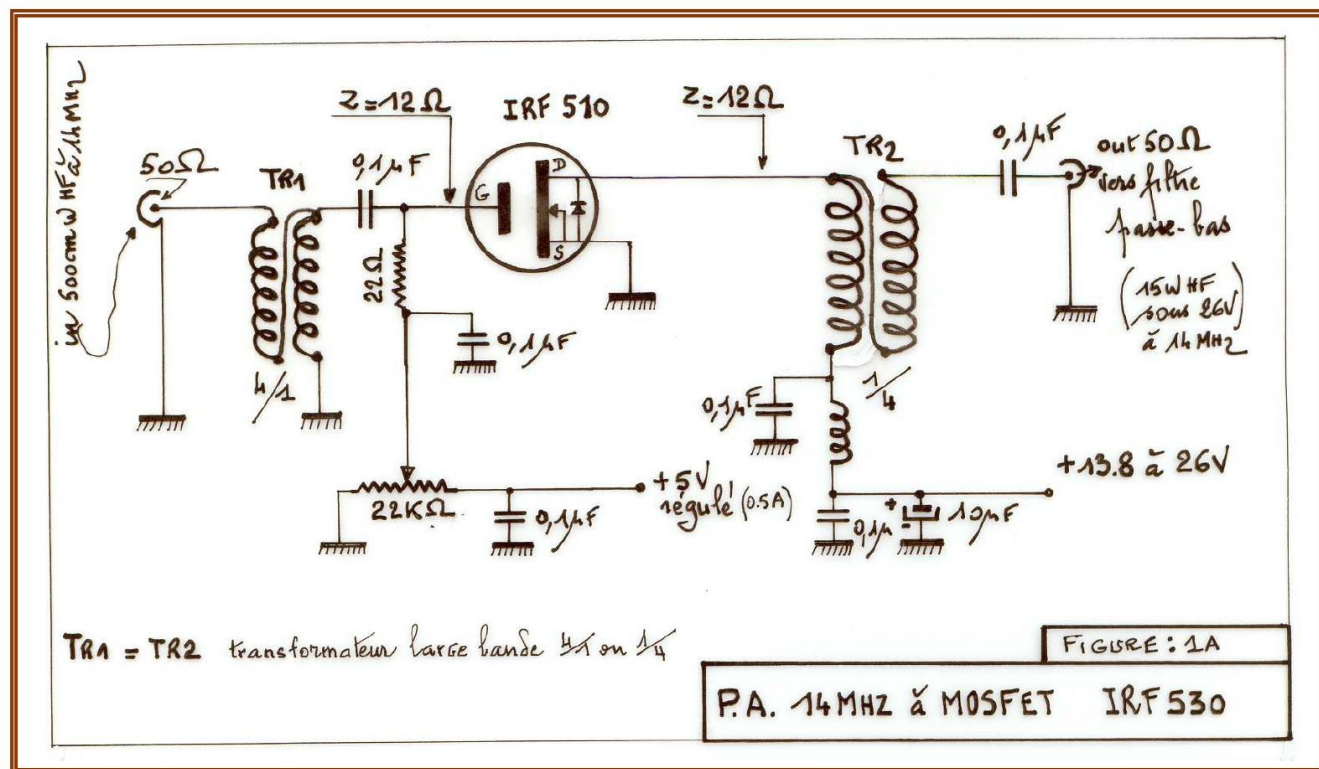 in 500mW HF à 14MHz
50Ω
TR1
4/1
0,1µF
Z=12Ω
22Ω
0,1µF
IRF 510
G
D
S
Z=12Ω
TR2
1/4
0,1µF
out 50Ω
vers filtre
passe-bas
(15W HF
sous 26V)
à 14MHz
0,1µF
22KΩ
0,1µF
+5V
régulé (0.5A)
+13.8 à 26V
0,1µ
+
-
10µF
TR1 = TR2 transformateur large bande 4/1 ou 1/4
FIGURE : 1A
P.A. 14MHZ à MOSFET IRF 530